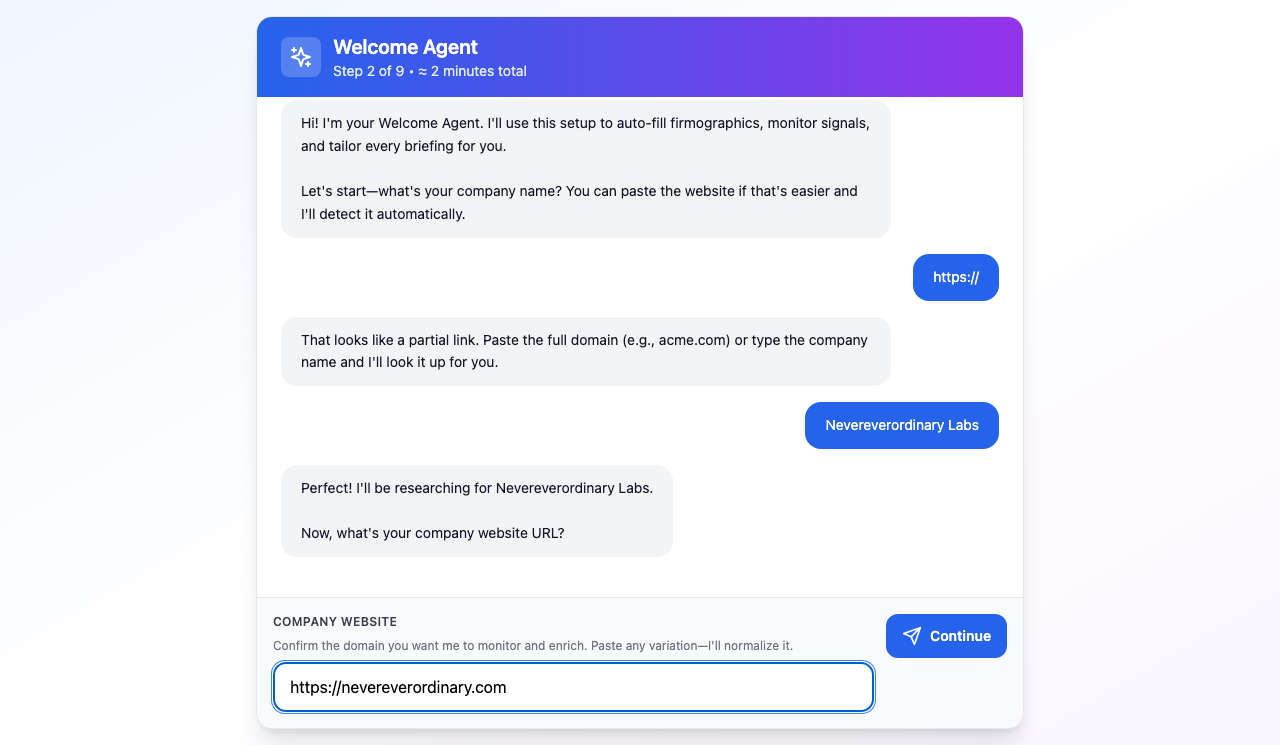 Welcome Agent
Step 2 of 9 • ≈ 2 minutes total
Hi! I'm your Welcome Agent. I'll use this setup to auto-fill firmographics, monitor signals,
and tailor every briefing for you.
Let's start—what's your company name? You can paste the website if that's easier and
I'll detect it automatically.
https://
That looks like a partial link. Paste the full domain (e.g., acme.com) or type the company
name and I'll look it up for you.
Nevereverordinary Labs
Perfect! I'll be researching for Nevereverordinary Labs.
Now, what's your company website URL?
COMPANY WEBSITE
Confirm the domain you want me to monitor and enrich. Paste any variation—I'll normalize it.
https://nevereverordinary.com
Continue